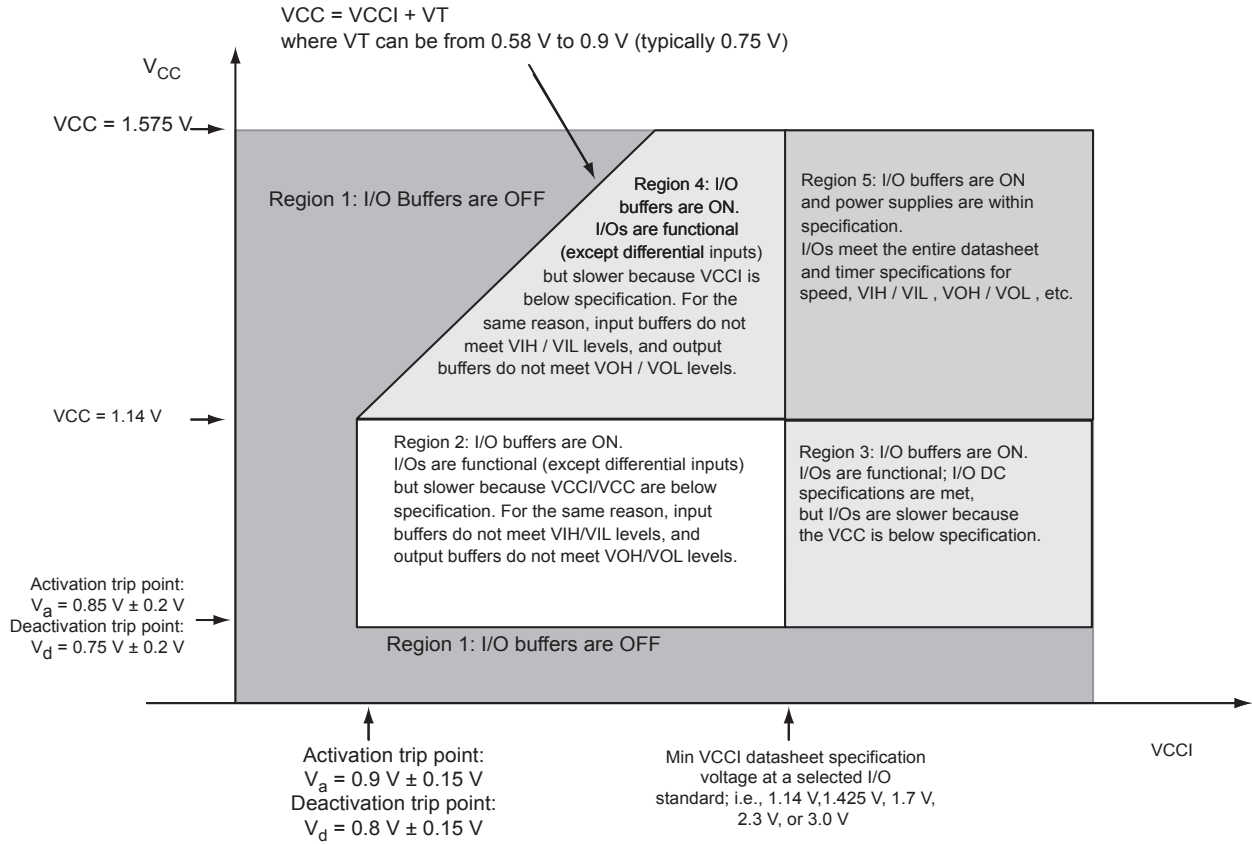 VCC = VCCI + VT
where VT can be from 0.58 V to 0.9 V (typically 0.75 V)
VCC
VCC = 1.575 V
Region 1: I/O Buffers are OFF
Region 4: I/O
buffers are ON.
I/Os are functional
(except differential inputs)
but slower because VCCI is
below specification. For the
same reason, input buffers do not
meet VIH / VIL levels, and output
buffers do not meet VOH / VOL levels.
Region 5: I/O buffers are ON
and power supplies are within
specification.
I/Os meet the entire datasheet
and timer specifications for
speed, VIH / VIL , VOH / VOL , etc.
VCC = 1.14 V
Region 2: I/O buffers are ON.
I/Os are functional (except differential inputs)
but slower because VCCI/VCC are below
specification. For the same reason, input
buffers do not meet VIH/VIL levels, and
output buffers do not meet VOH/VOL levels.
Region 3: I/O buffers are ON.
I/Os are functional; I/O DC
specifications are met,
but I/Os are slower because
the VCC is below specification.
Activation trip point:
Va = 0.85 V ± 0.2 V
Deactivation trip point:
Vd = 0.75 V ± 0.2 V
Region 1: I/O buffers are OFF
Activation trip point:
Va = 0.9 V ± 0.15 V
Deactivation trip point:
Vd = 0.8 V ± 0.15 V
Min VCCI datasheet specification
voltage at a selected I/O
standard; i.e., 1.14 V,1.425 V, 1.7 V,
2.3 V, or 3.0 V
VCCI